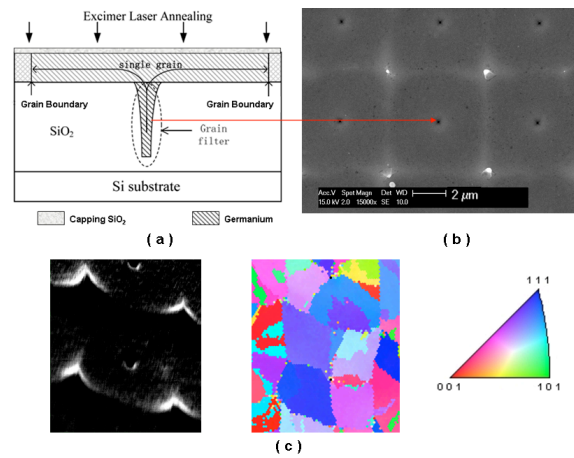 Excimer Laser Annealing
single grain
Grain Boundary
Grain Boundary
SiO2
Grain
filter
Si substrate
Capping SiO2
Germanium
( a )
Acc.V Spot Magn Det WD
15.0 kV 2.0 15000x SE 10.0
2 μm
( b )
1 1 1
0 0 1
1 0 1
( c )